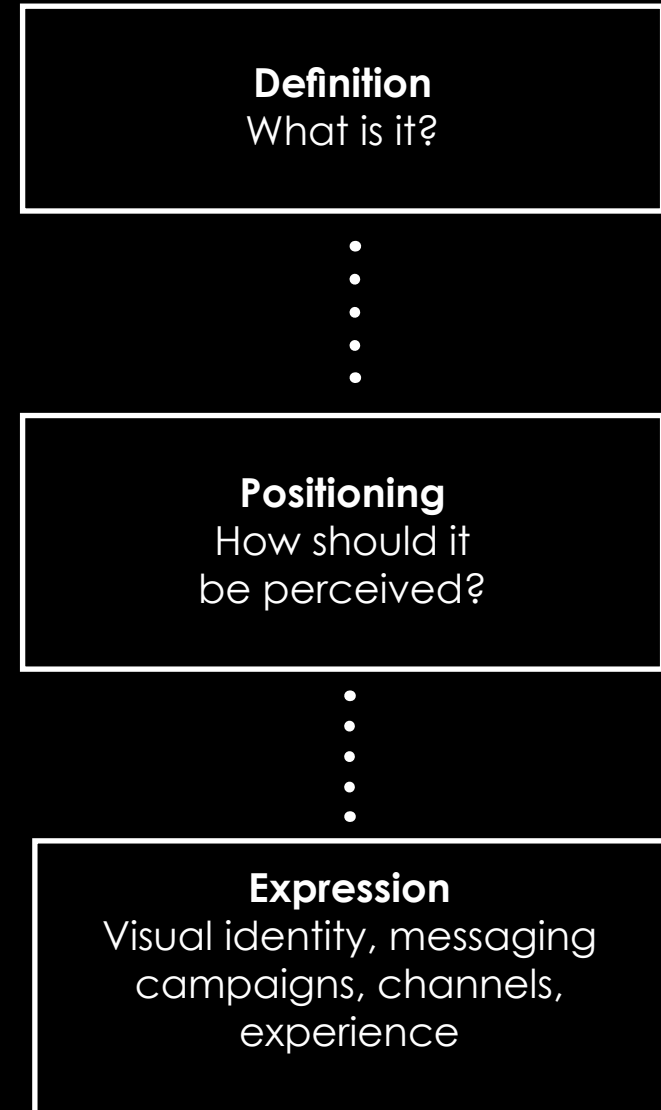 Definition
What is it?
Positioning
How should it
be perceived?
Expression
Visual identity, messaging
campaigns, channels,
experience